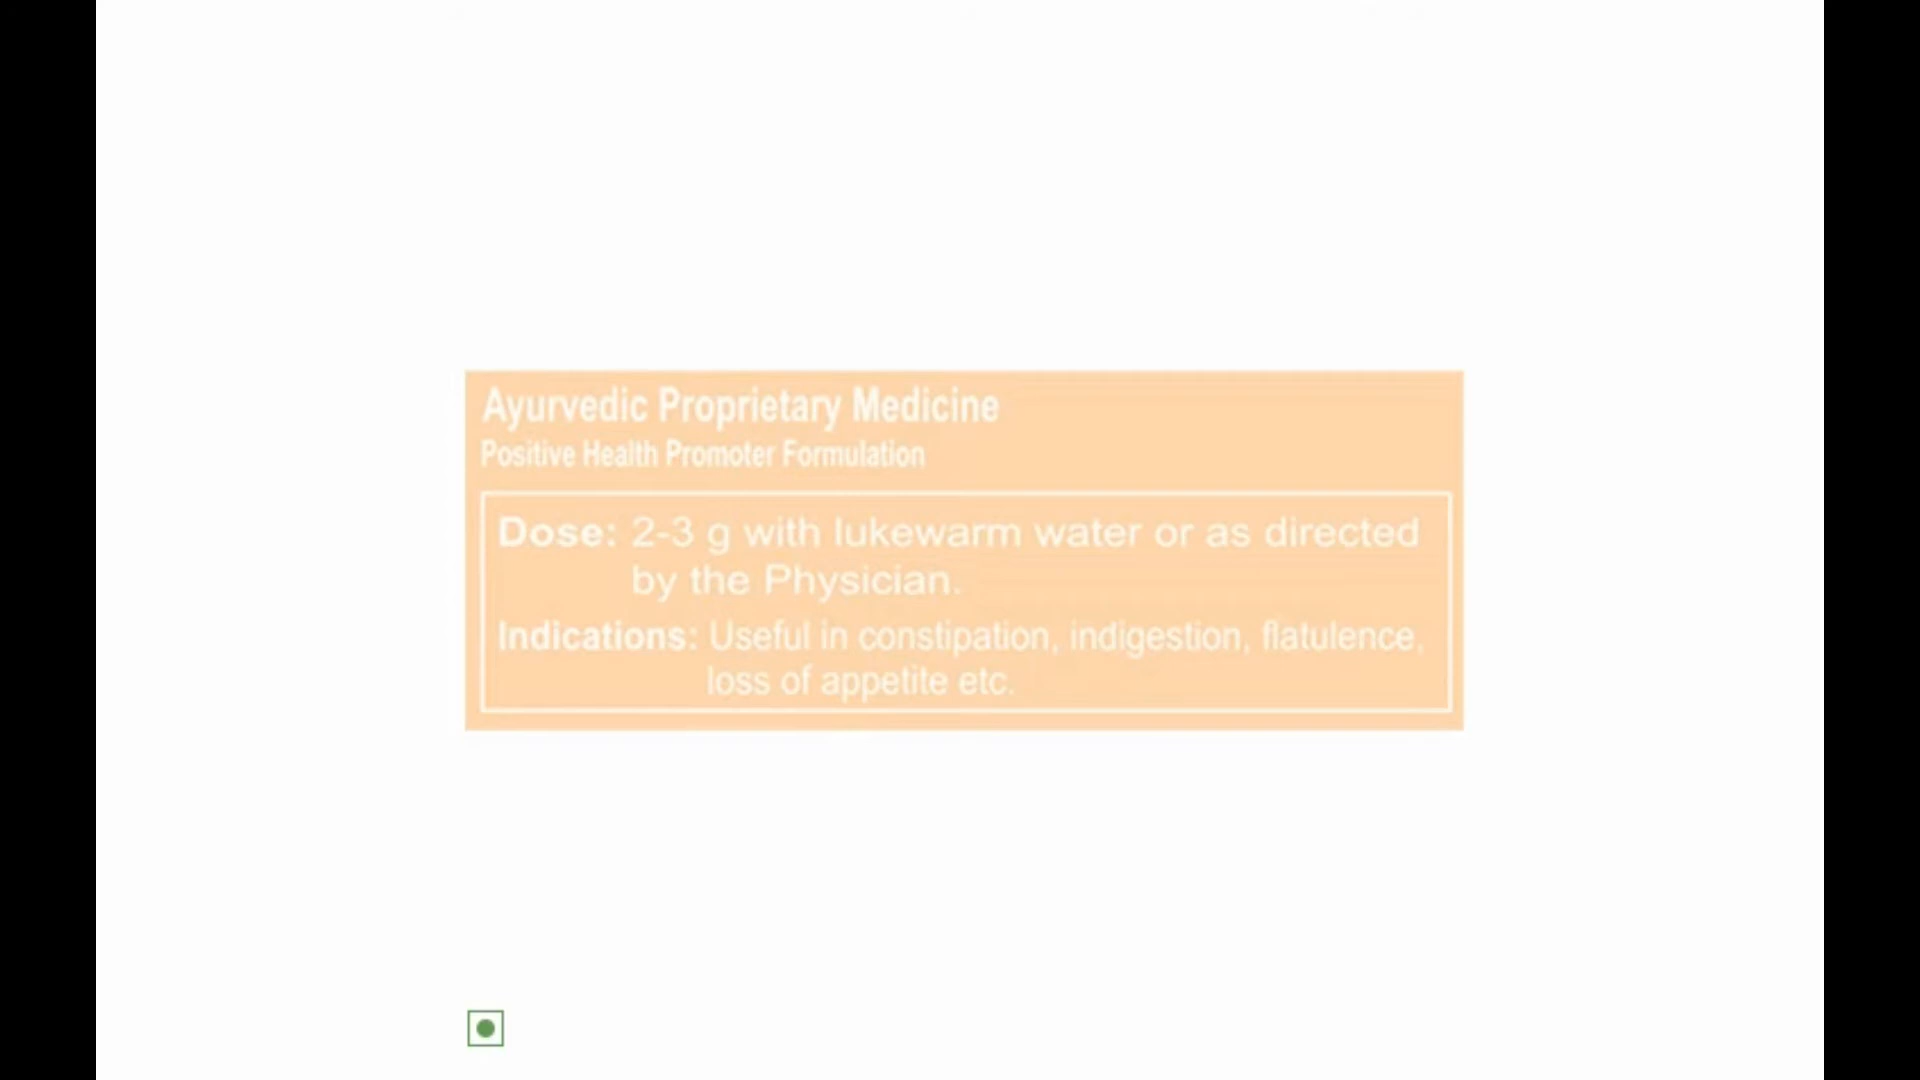 Ayurvedic Proprietary Medicine
Positive Health Promoter Formulation
Dose: 2-3 g with lukewarm water or as directed
by the Physician.
Indications: Useful in constipation, indigestion, flatulence,
loss of appetite etc.